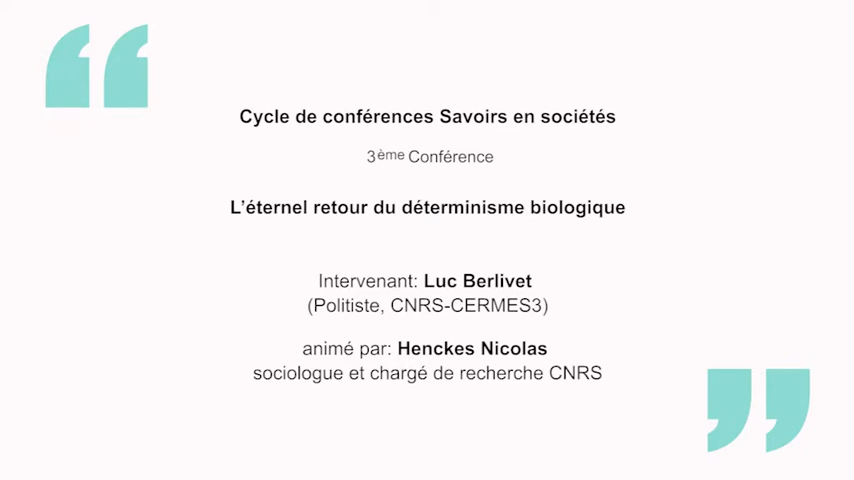 Cycle de conférences Savoirs en sociétés
3ème Conférence
L'éternel retour du déterminisme biologique
Intervenant: Luc Berlivet
(Politiste, CNRS-CERMES3)
animé par: Henckes Nicolas
sociologue et chargé de recherche CNRS